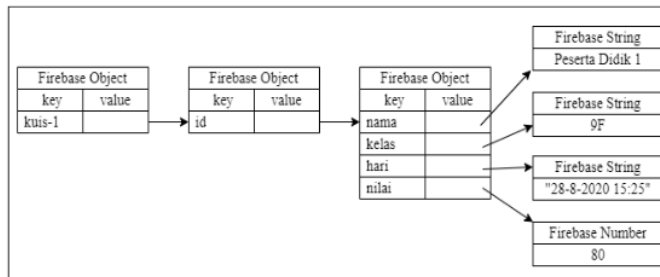 Firebase Object
key value
kuis-1
Firebase Object
key value
id
Firebase Object
key value
nama
kelas
hari
nilai
Firebase String
Peserta Didik 1
Firebase String
9F
Firebase String
"28-8-2020 15:25"
Firebase Number
80